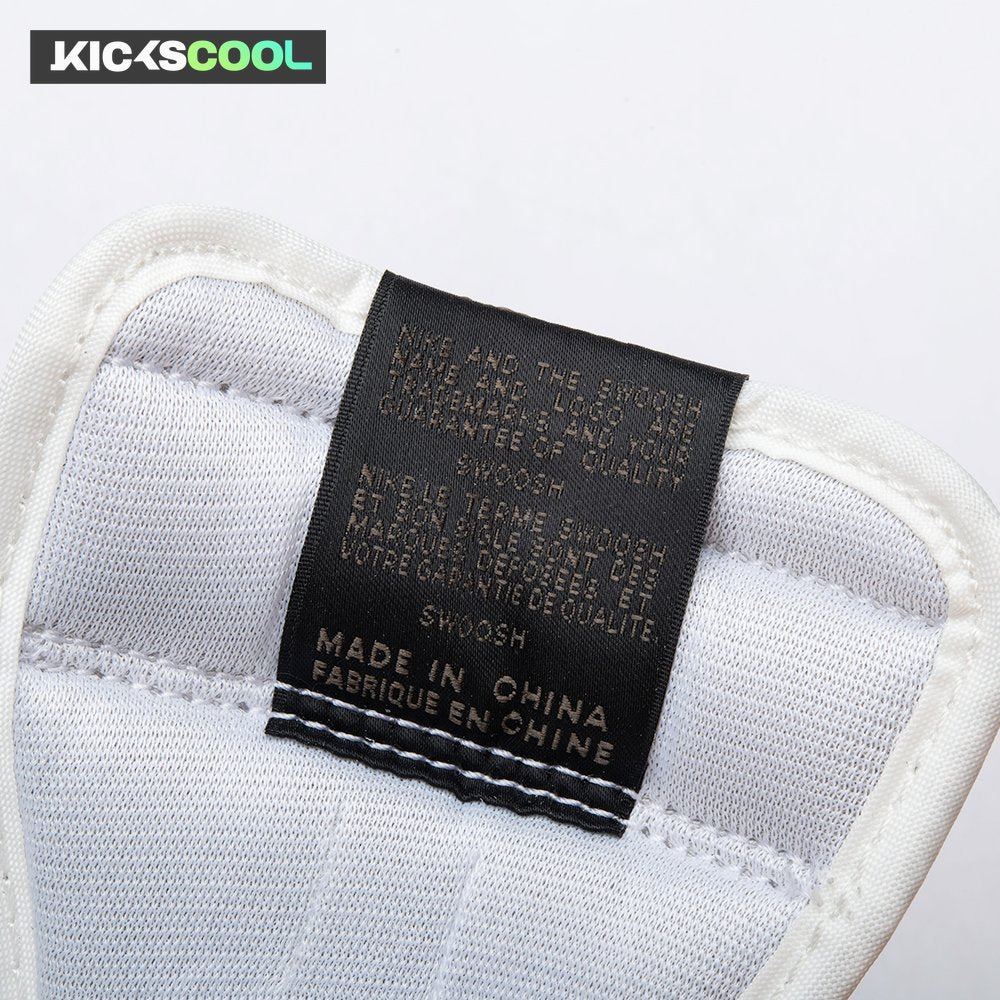 KICKSCOOL
NIKE AND THE SWOOSH
NAME AND LOGO ARE
TRADEMARKS AND YOUR
GUARANTEE OF QUALITY
SWOOSH
NIKE LE TERME SWOOSH
ET SON SIGLE SONT DES
MARQUES DEPOSEES ET
VOTRE GARANTIE DE QUALITE.
SWOOSH
MADE IN CHINA
FABRIQUE EN CHINE